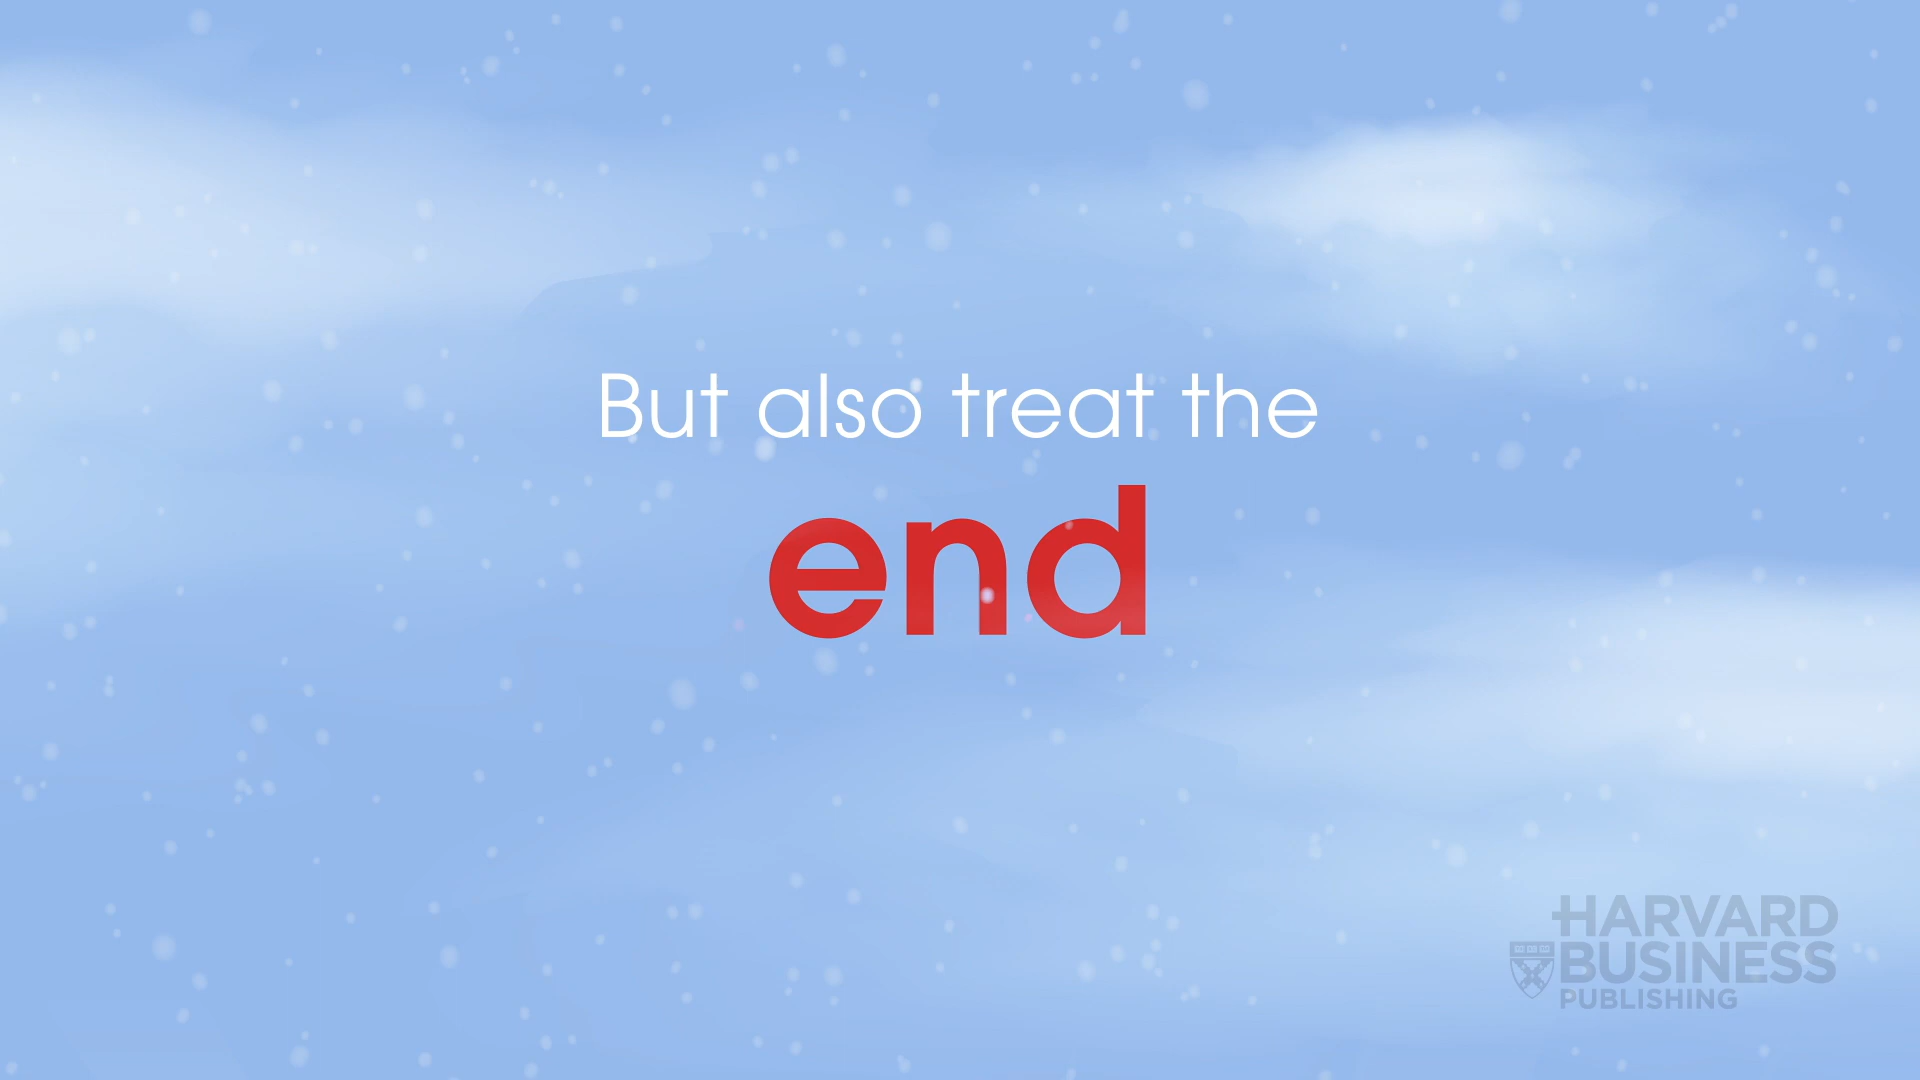 But also treat the
end
HARVARD
BUSINESS
PUBLISHING